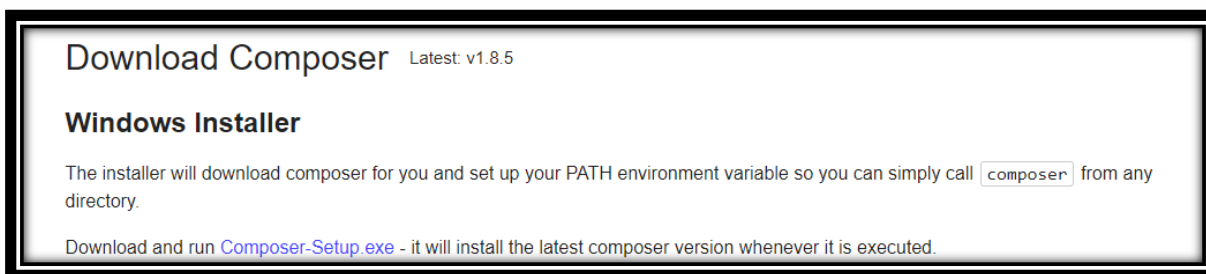 Download Composer Latest: v1.8.5
Windows Installer
The installer will download composer for you and set up your PATH environment variable so you can simply call composer from any
directory.
Download and run Composer-Setup.exe - it will install the latest composer version whenever it is executed.